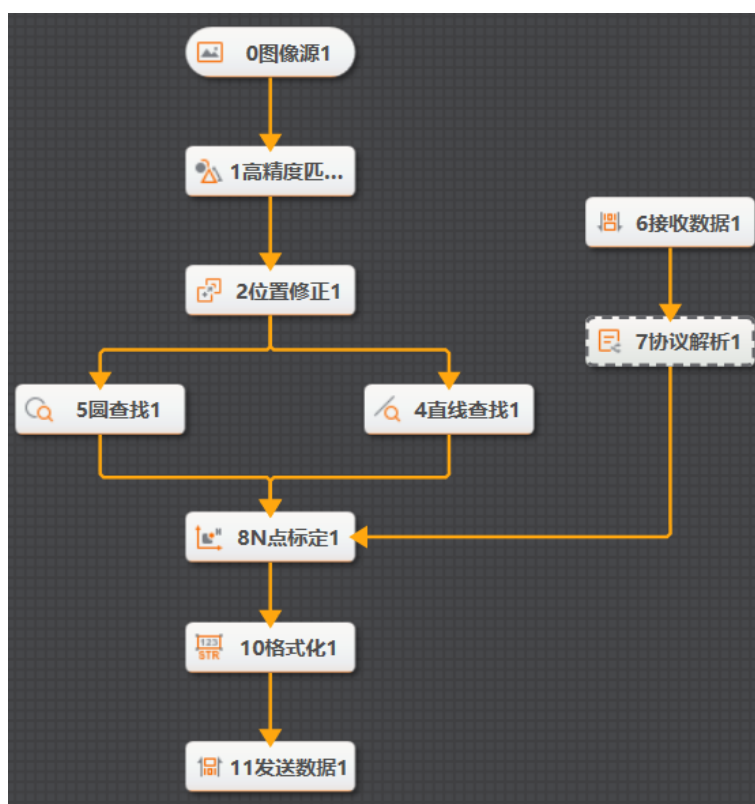 0图像源1
1高精度匹...
6接收数据1
2位置修正1
7协议解析1
5圆查找1
4直线查找1
N
8N点标定1
123
STR
10格式化1
11发送数据1